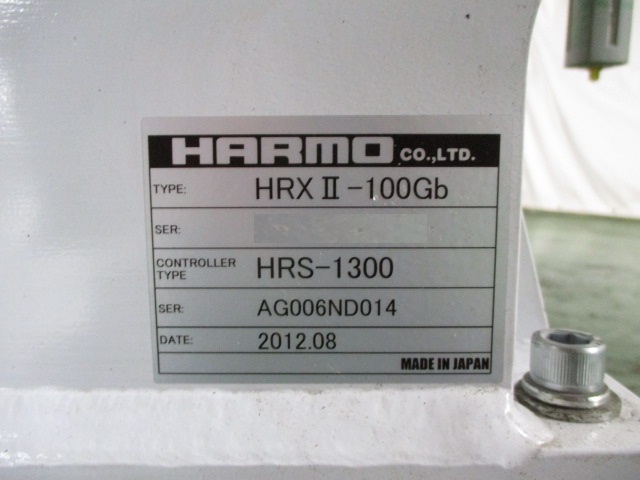 HARMO CO.,LTD.
TYPE: HRX II-100Gb
SER:
CONTROLLER TYPE HRS-1300
SER: AG006ND014
DATE: 2012.08
MADE IN JAPAN